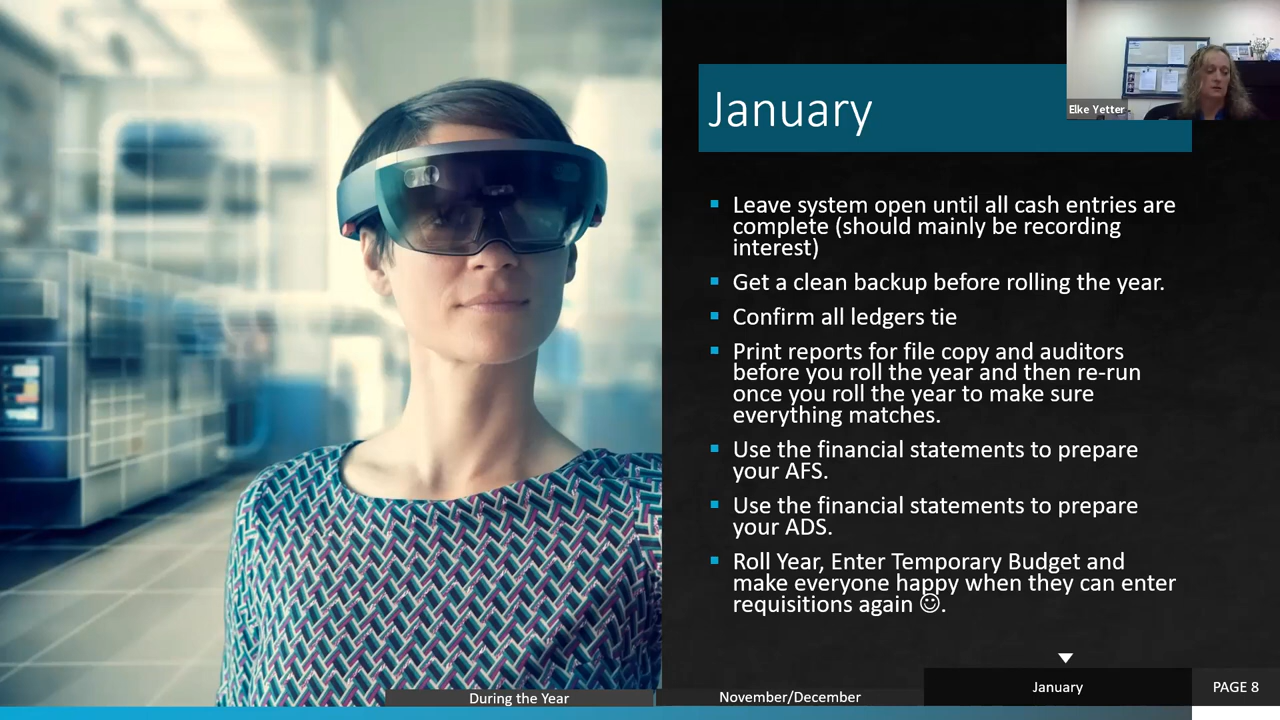 Elke Yetter
January
Leave system open until all cash entries are
complete (should mainly be recording
interest)
Get a clean backup before rolling the year.
Confirm all ledgers tie
Print reports for file copy and auditors
before you roll the year and then re-run
once you roll the year to make sure
everything matches.
Use the financial statements to prepare
your AFS.
Use the financial statements to prepare
your ADS.
Roll Year, Enter Temporary Budget and
make everyone happy when they can enter
requisitions again ☺.
During the Year
November/December
January
PAGE 8